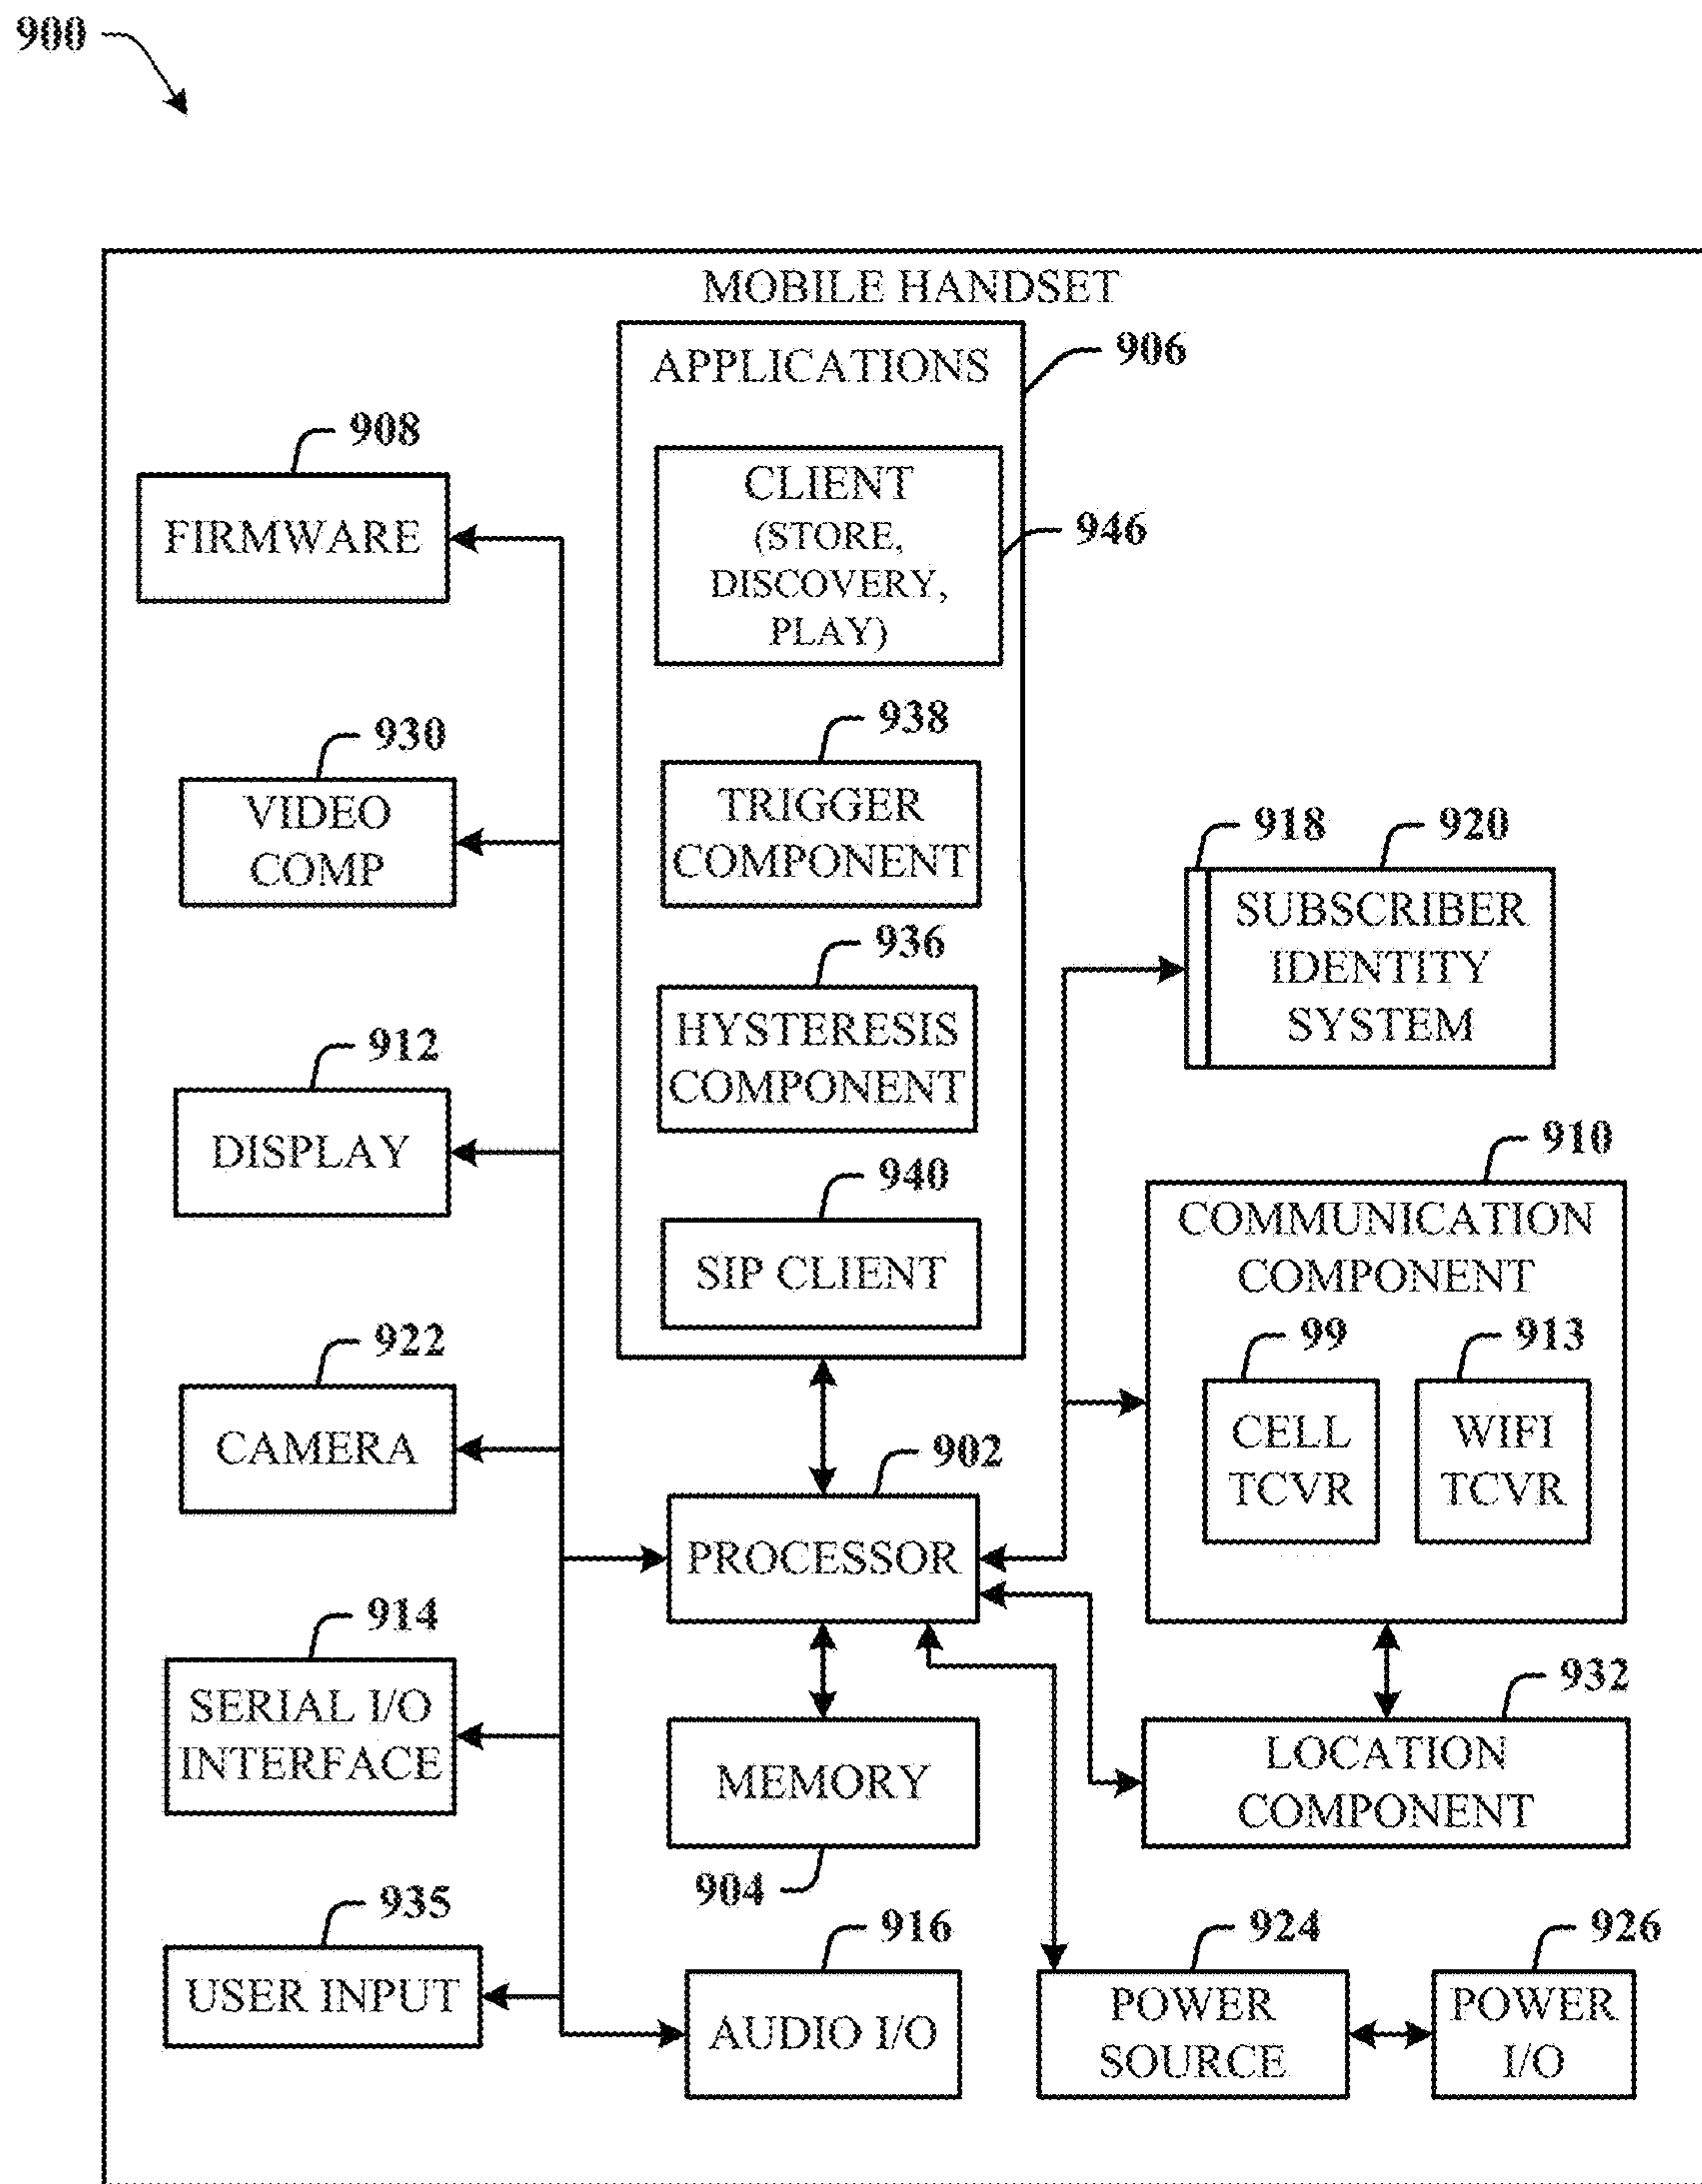 900
MOBILE HANDSET
APPLICATIONS
906
CLIENT
(STORE,
DISCOVERY,
PLAY)
946
908
FIRMWARE
938
TRIGGER
COMPONENT
930
VIDEO
COMP
918
920
SUBSCRIBER
IDENTITY
SYSTEM
936
HYSTERESIS
COMPONENT
912
DISPLAY
940
SIP CLIENT
910
COMMUNICATION
COMPONENT
99
CELL
TCVR
913
WIFI
TCVR
922
CAMERA
902
PROCESSOR
914
SERIAL I/O
INTERFACE
MEMORY
904
932
LOCATION
COMPONENT
935
USER INPUT
916
AUDIO I/O
924
POWER
SOURCE
926
POWER
I/O